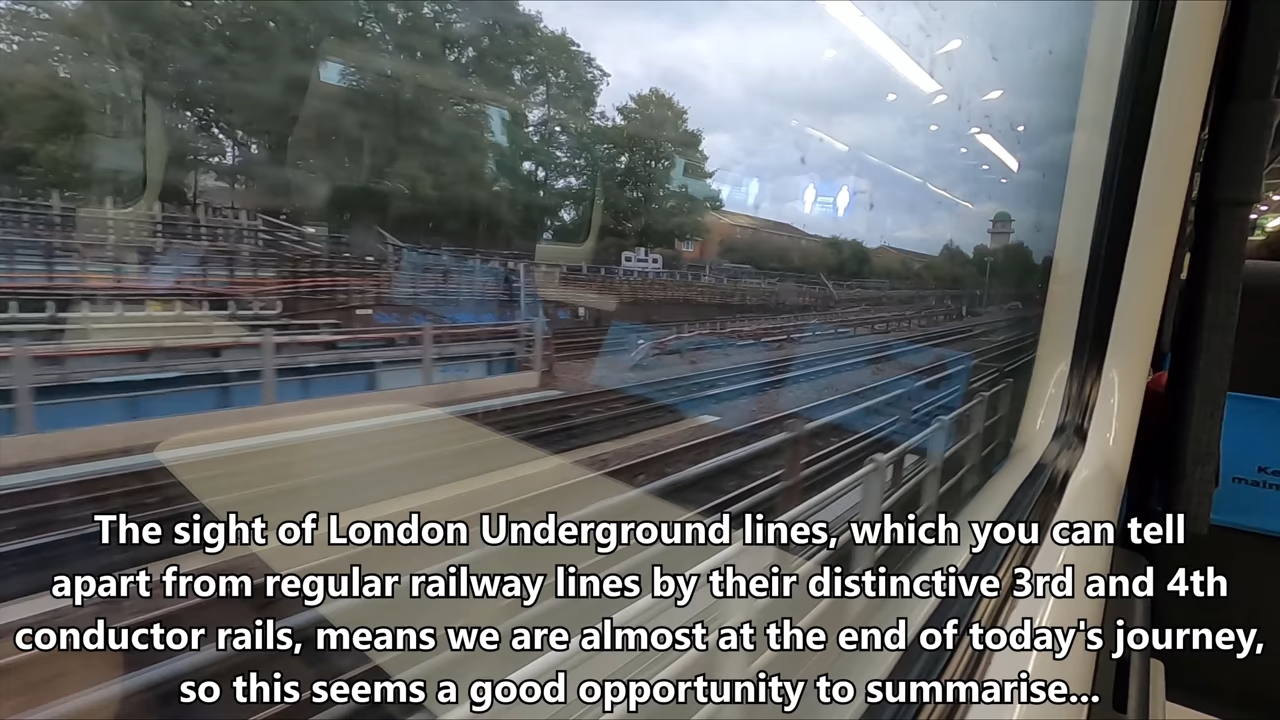 The sight of London Underground lines, which you can tell
apart from regular railway lines by their distinctive 3rd and 4th
conductor rails, means we are almost at the end of today's journey,
so this seems a good opportunity to summarise...